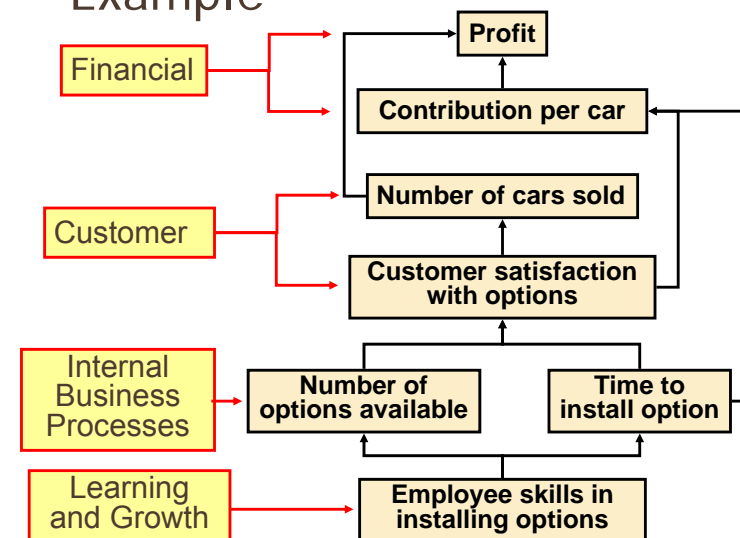 Example
Profit
Financial
Contribution per car
Number of cars sold
Customer
Customer satisfaction
with options
Internal
Business
Processes
Number of
options available
Time to
install option
Learning
and Growth
Employee skills in
installing options